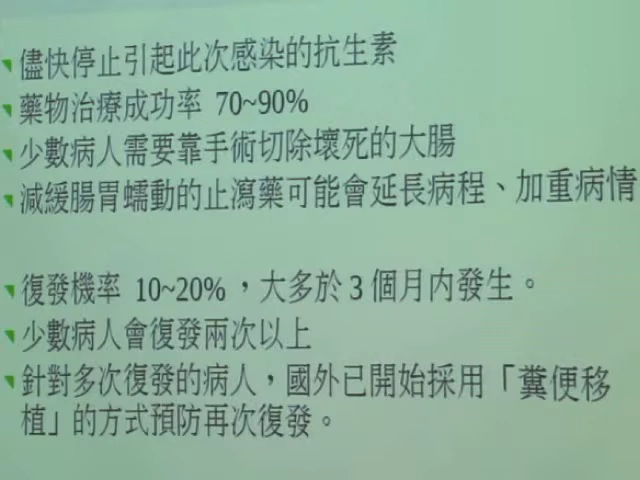 儘快停止引起此次感染的抗生素
藥物治療成功率 70~90%
少數病人需要靠手術切除壞死的大腸
減緩腸胃蠕動的止瀉藥可能會延長病程、加重病情
復發機率 10~20%，大多於 3 個月內發生。
少數病人會復發兩次以上
針對多次復發的病人，國外已開始採用「糞便移
植」的方式預防再次復發。